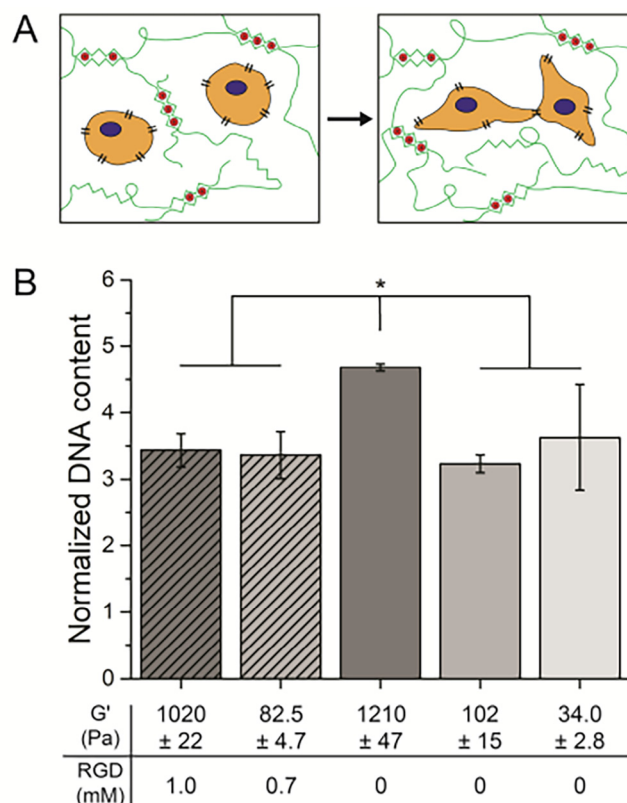 A
B
*
6
5
4
3
2
1
0
Normalized DNA content
G' 1020 82.5 1210 102 34.0
(Pa) ± 22 ± 4.7 ± 47 ± 15 ± 2.8
RGD
(mM) 1.0 0.7 0 0 0